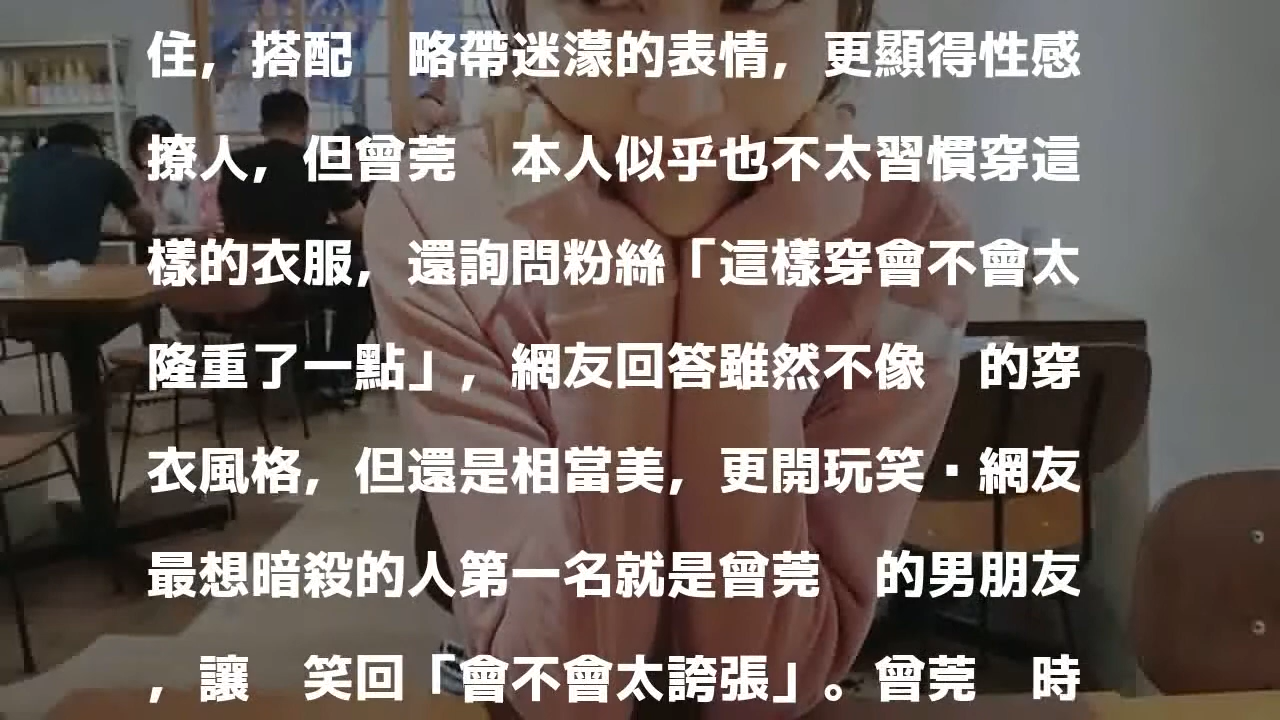 住，搭配　略帶迷濛的表情，更顯得性感
撩人，但曾莞　本人似乎也不太習慣穿這
樣的衣服，還詢問粉絲「這樣穿會不會太
隆重了一點」，網友回答雖然不像　的穿
衣風格，但還是相當美，更開玩笑·網友
最想暗殺的人第一名就是曾莞　的男朋友
，讓　笑回「會不會太誇張」。曾莞　時